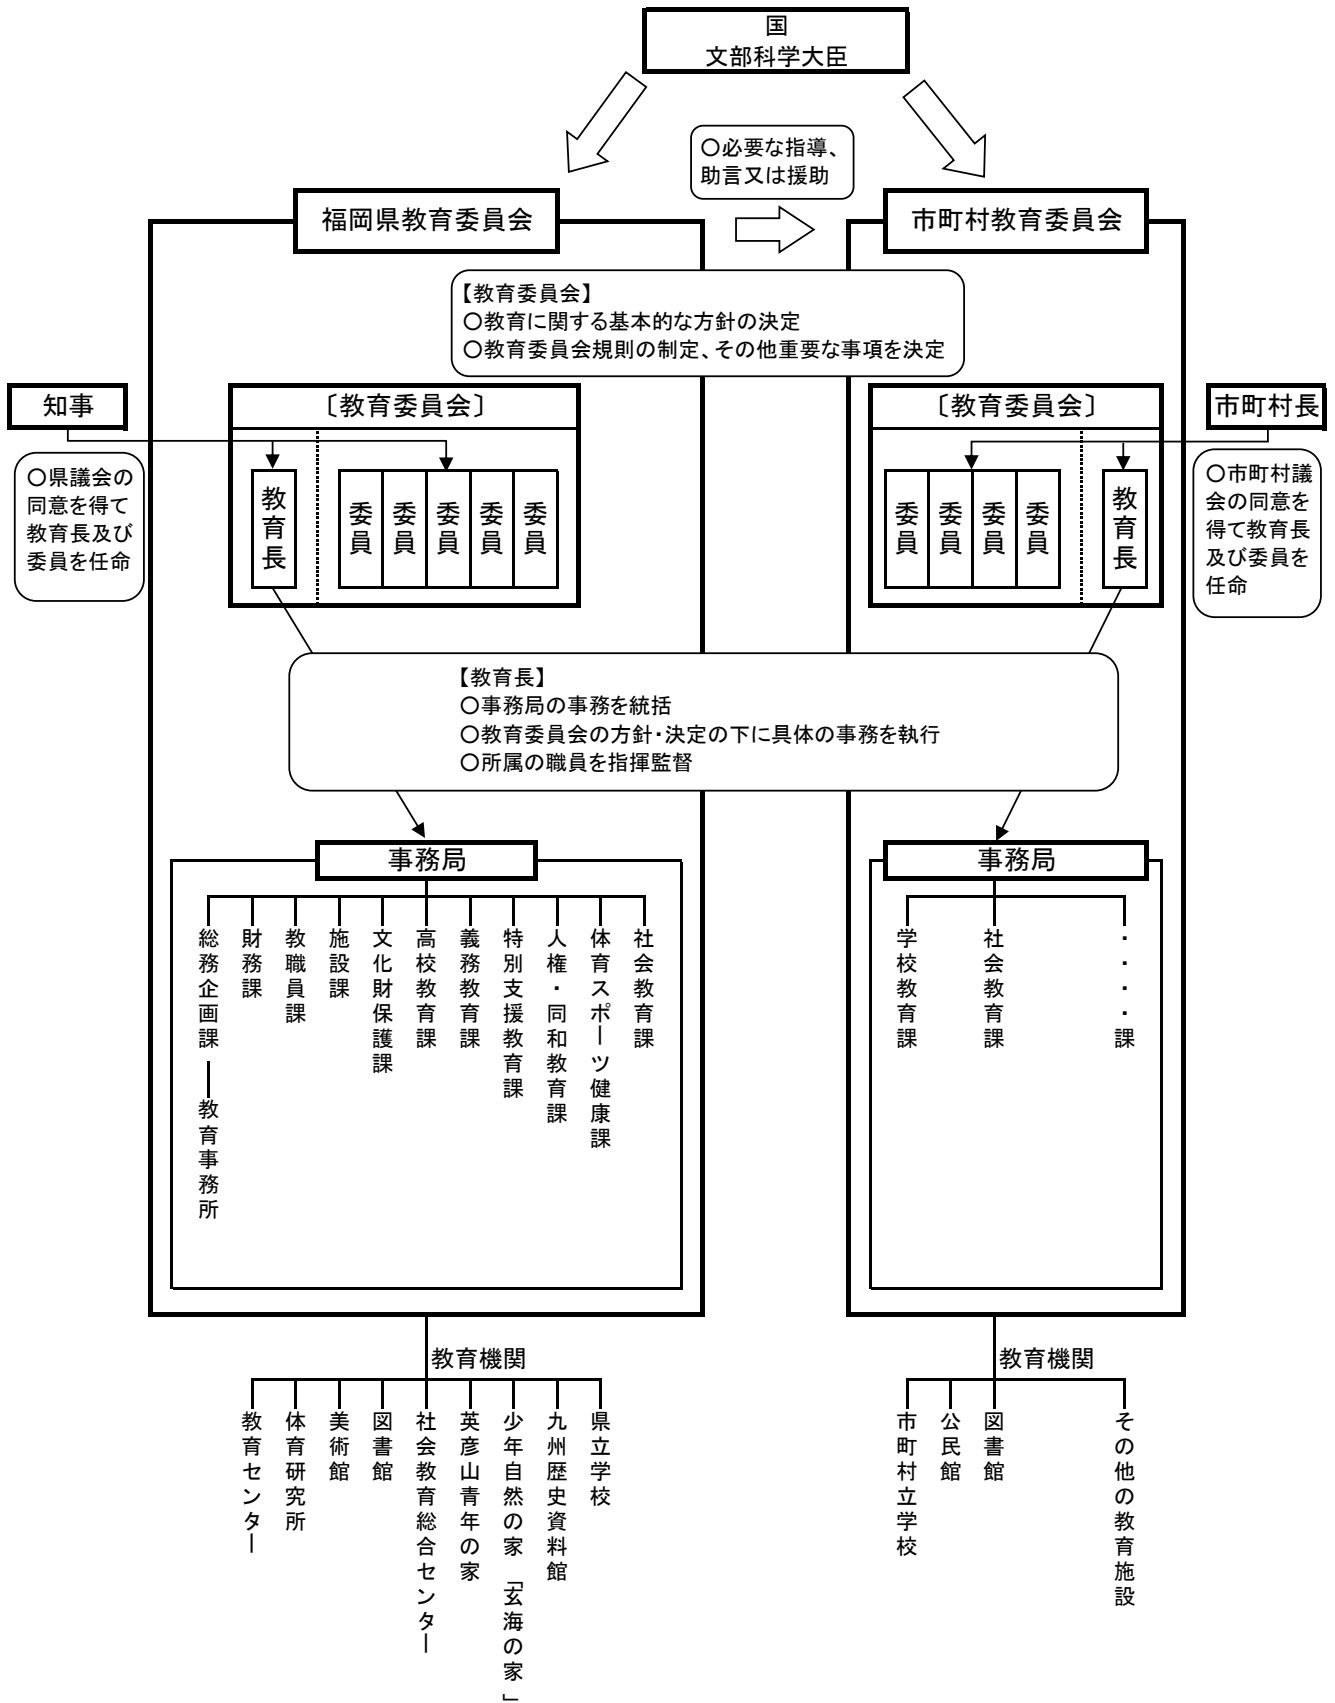 国
文部科学大臣
〇必要な指導、
助言又は援助
福岡県教育委員会
市町村教育委員会
【教育委員会】
〇教育に関する基本的な方針の決定
〇教育委員会規則の制定、その他重要な事項を決定
知事
〔教育委員会〕
〔教育委員会〕
市町村長
〇県議会の
同意を得て
教育長及び
委員を任命
教育長
委員
委員
委員
委員
委員
委員
委員
委員
委員
教育長
〇市町村議
会の同意を
得て教育長
及び委員を
任命
【教育長】
〇事務局の事務を統括
〇教育委員会の方針・決定の下に具体の事務を執行
〇所属の職員を指揮監督
事務局
総務企画課
教育事務所
財務課
教職員課
施設課
文化財保護課
高校教育課
義務教育課
特別支援教育課
人権・同和教育課
体育スポーツ健康課
社会教育課
事務局
学校教育課
社会教育課
・・・・課
教育機関
教育センター
体育研究所
美術館
図書館
社会教育総合センター
英彦山青年の家
少年自然の家「玄海の家」
九州歴史資料館
県立学校
教育機関
市町村立学校
公民館
図書館
その他の教育施設